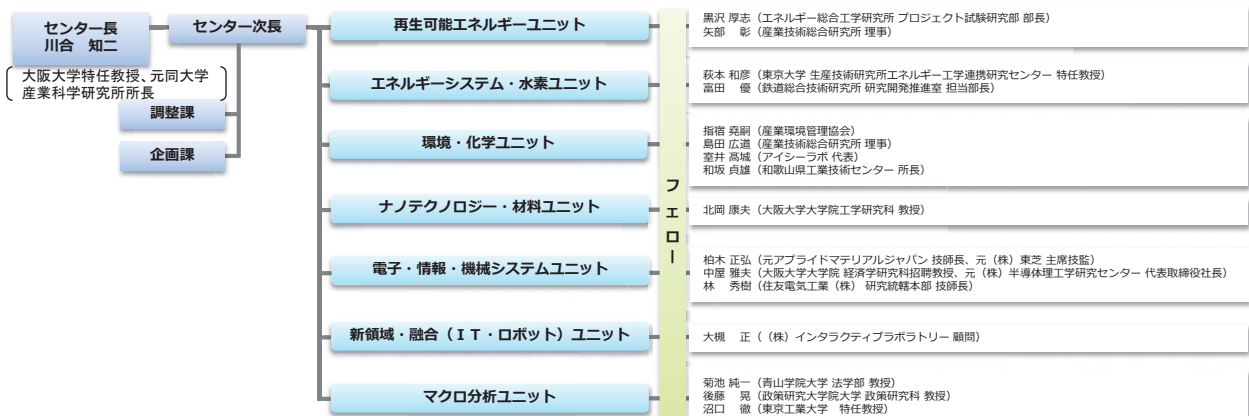 センター長
川合　知二
大阪大学特任教授、元同大学
産業科学研究所所長
センター次長
調整課
企画課
再生可能エネルギーユニット
エネルギーシステム・水素ユニット
環境・化学ユニット
ナノテクノロジー・材料ユニット
電子・情報・機械システムユニット
新領域・融合（ＩＴ・ロボット）ユニット
マクロ分析ユニット
フェロー
黒沢 厚志（エネルギー総合工学研究所 プロジェクト試験研究部 部長）
矢部　彰（産業技術総合研究所 理事）
萩本 和彦（東京大学 生産技術研究所エネルギー工学連携研究センター 特任教授）
富田　優（鉄道総合技術研究所 研究開発推進室 担当部長）
指宿 堯嗣（産業環境管理協会）
島田 広道（産業技術総合研究所 理事）
室井 髙城（アイシーラボ 代表）
和坂 貞雄（和歌山県工業技術センター 所長）
北岡 康夫（大阪大学大学院工学研究科 教授）
柏木 正弘（元アプライドマテリアルジャパン 技師長、元（株）東芝 主席技監）
中屋 雅夫（大阪大学大学院 経済学研究科招聘教授、元（株）半導体理工学研究センター 代表取締役社長）
林　秀樹（住友電気工業（株） 研究統轄本部 技師長）
大槻　正（（株）インタラクティブラボラトリー 顧問）
菊池 純一（青山学院大学 法学部 教授）
後藤　晃（政策研究大学院大学 政策研究科 教授）
沼口　徹（東京工業大学　特任教授）